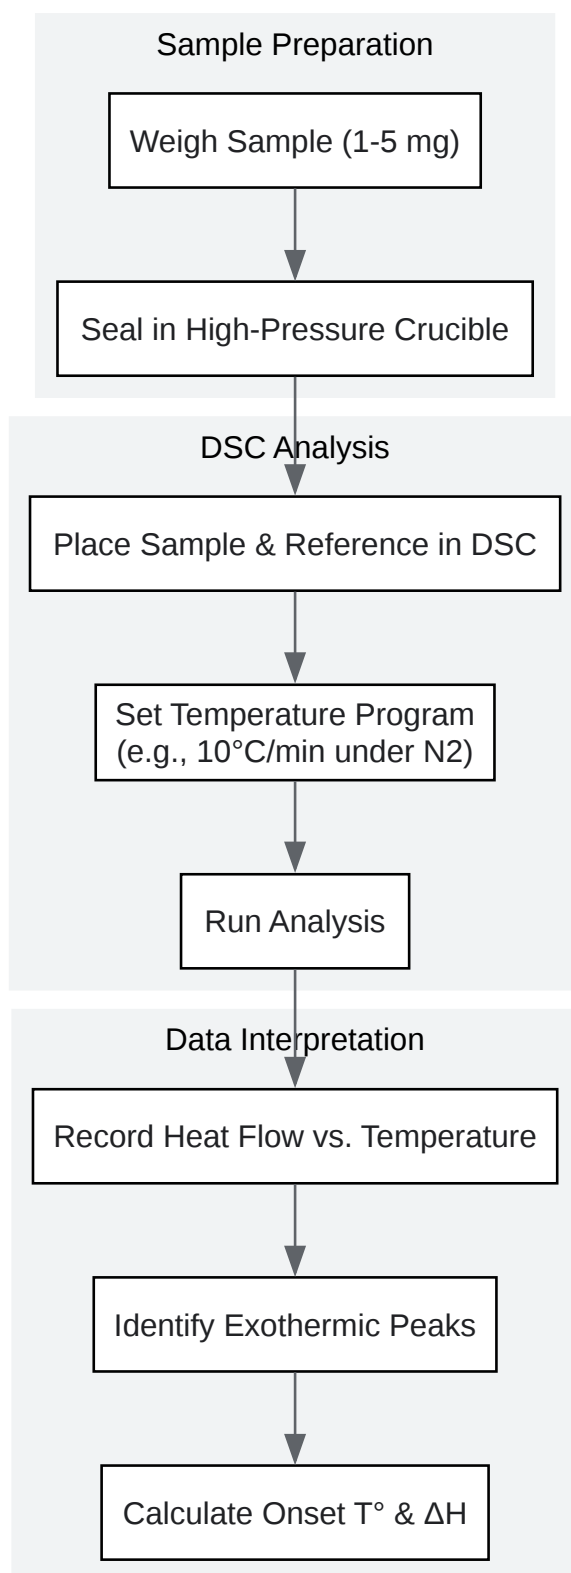 Sample Preparation
Weigh Sample (1-5 mg)
Seal in High-Pressure Crucible
DSC Analysis
Place Sample & Reference in DSC
Set Temperature Program
(e.g., 10°C/min under N2)
Run Analysis
Data Interpretation
Record Heat Flow vs. Temperature
Identify Exothermic Peaks
Calculate Onset T° & ΔH